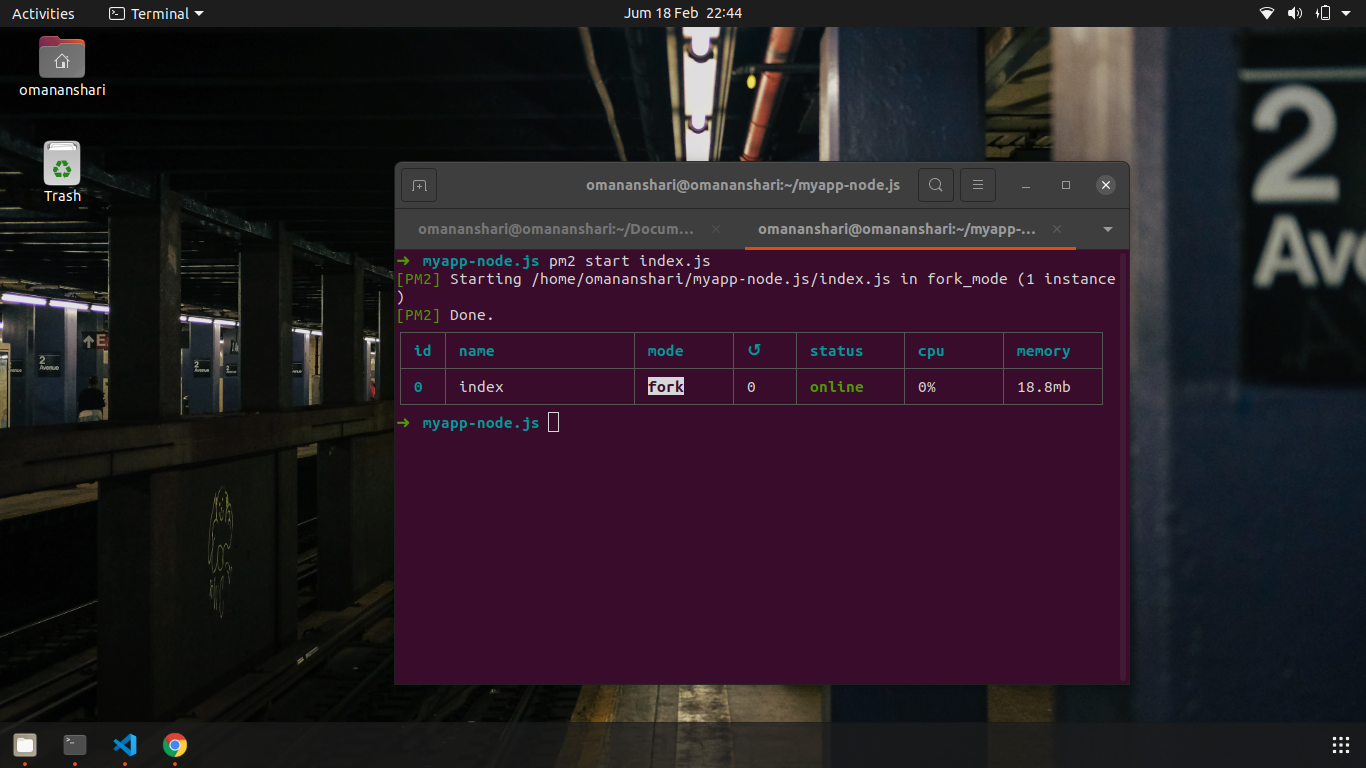 Activities
Terminal
Jum 18 Feb 22:44
omananshari
Trash
2
Avenue
2
Ave
omananshari@omananshari:~/myapp-node.js
omananshari@omananshari:~/Docum...
omananshari@omananshari:~/myapp-...
➜ myapp-node.js pm2 start index.js
[PM2] Starting /home/omananshari/myapp-node.js/index.js in fork_mode (1 instance
)
[PM2] Done.
id name mode ↺ status cpu memory
0 index fork 0 online 0% 18.8mb
➜ myapp-node.js